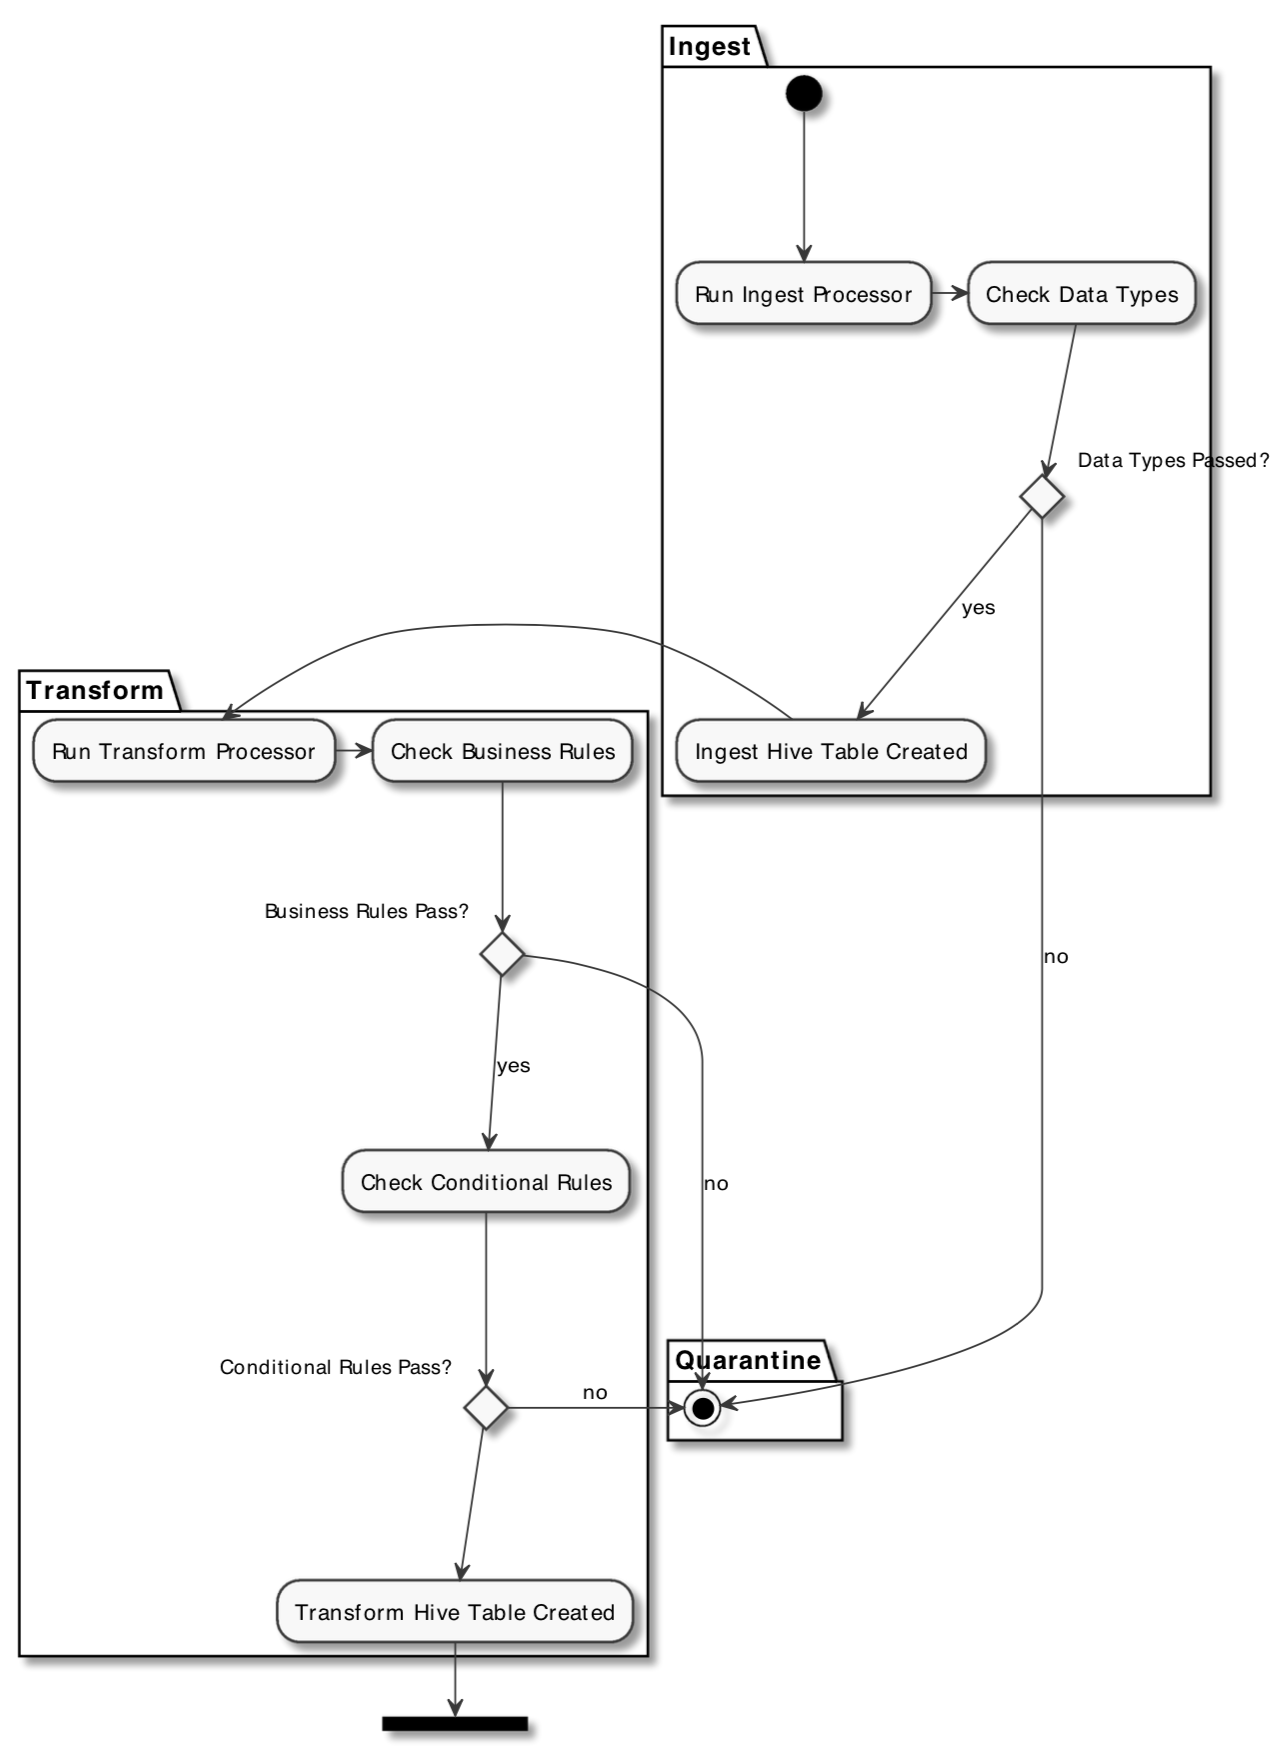 Ingest
Run Ingest Processor
Check Data Types
Data Types Passed?
yes
Transform
Run Transform Processor
Check Business Rules
Ingest Hive Table Created
Business Rules Pass?
no
yes
Check Conditional Rules
no
Quarantine
Conditional Rules Pass?
no
Transform Hive Table Created